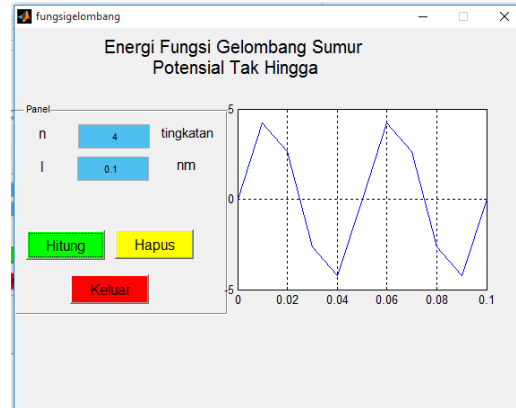 fungsigelombang
Energi Fungsi Gelombang Sumur
Potensial Tak Hingga
Panel
n 4 tingkatan
l 0.1 nm
Hitung Hapus
Keluar
5
0
-5
0 0.02 0.04 0.06 0.08 0.1